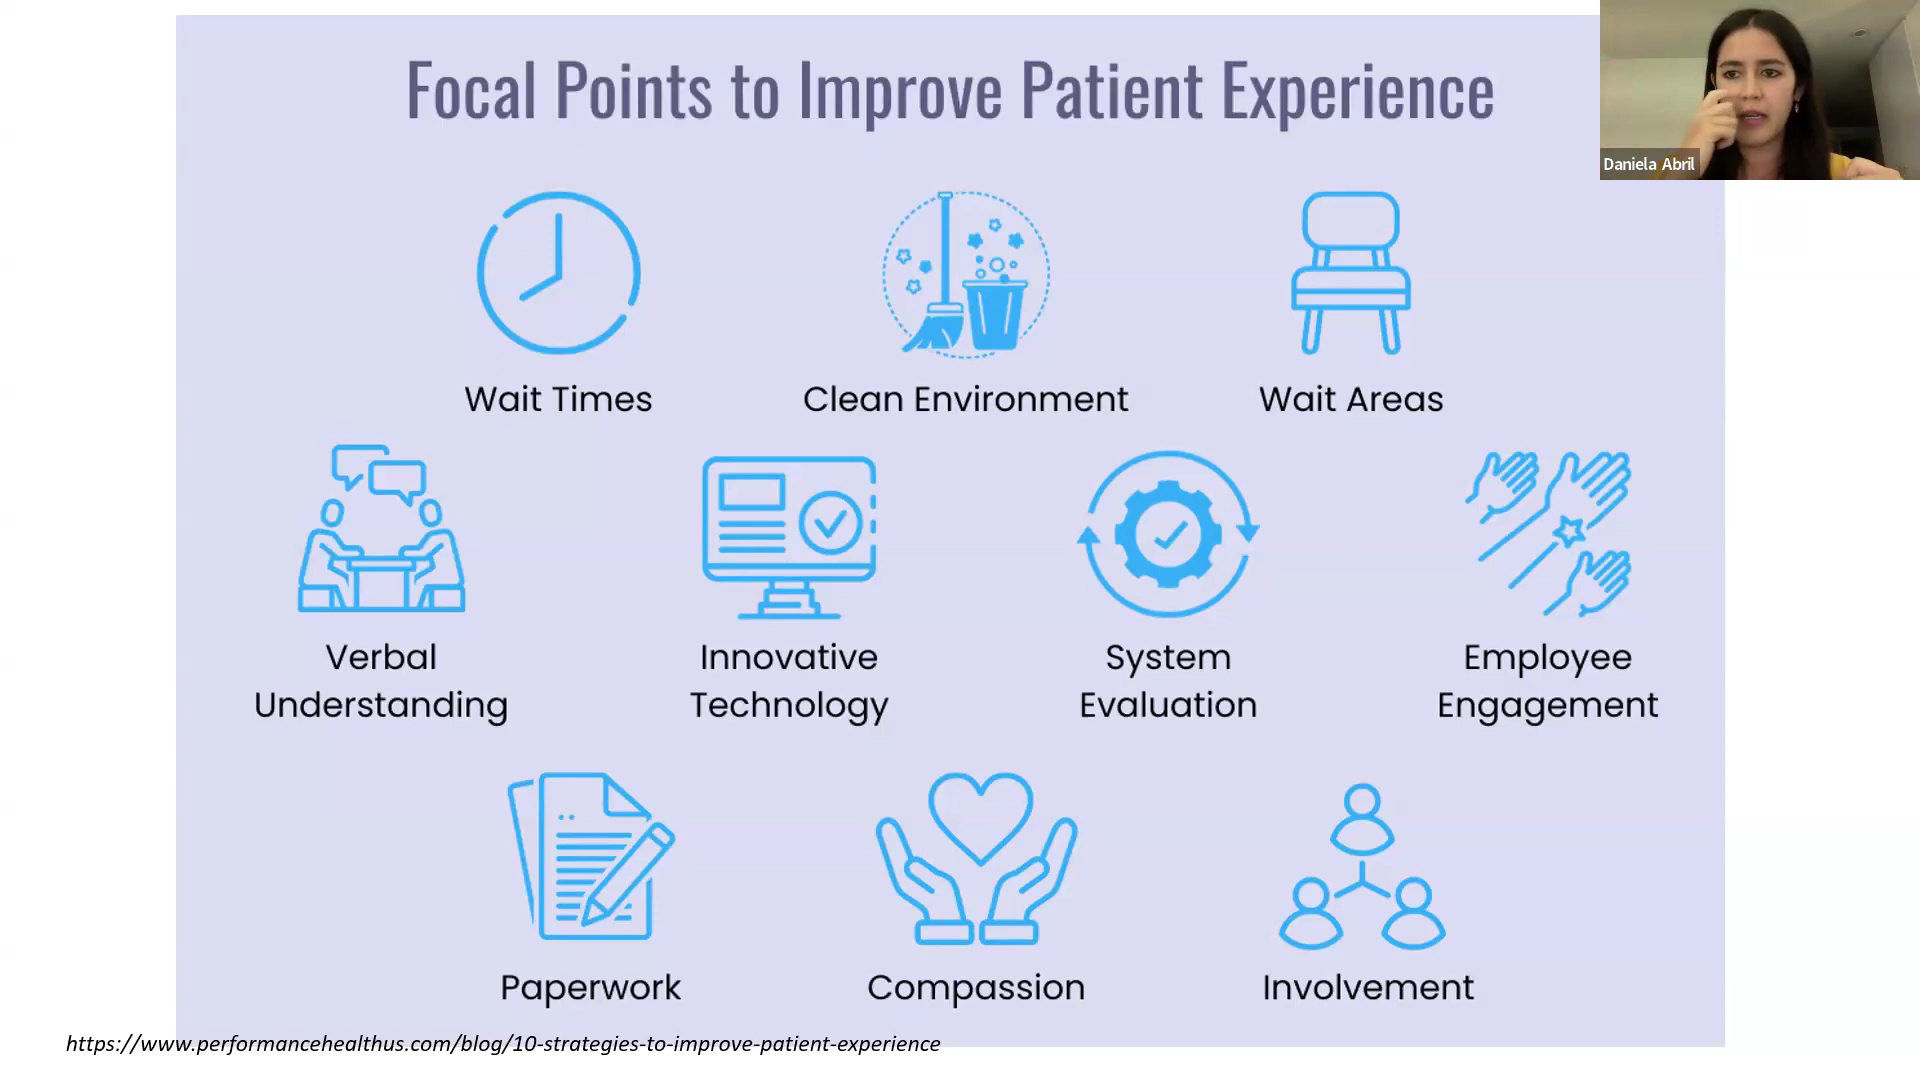 Focal Points to Improve Patient Experience
Daniela Abril
Wait Times
Clean Environment
Wait Areas
Verbal
Understanding
Innovative
Technology
System
Evaluation
Employee
Engagement
Paperwork
Compassion
Involvement
https://www.performancehealthus.com/blog/10-strategies-to-improve-patient-experience